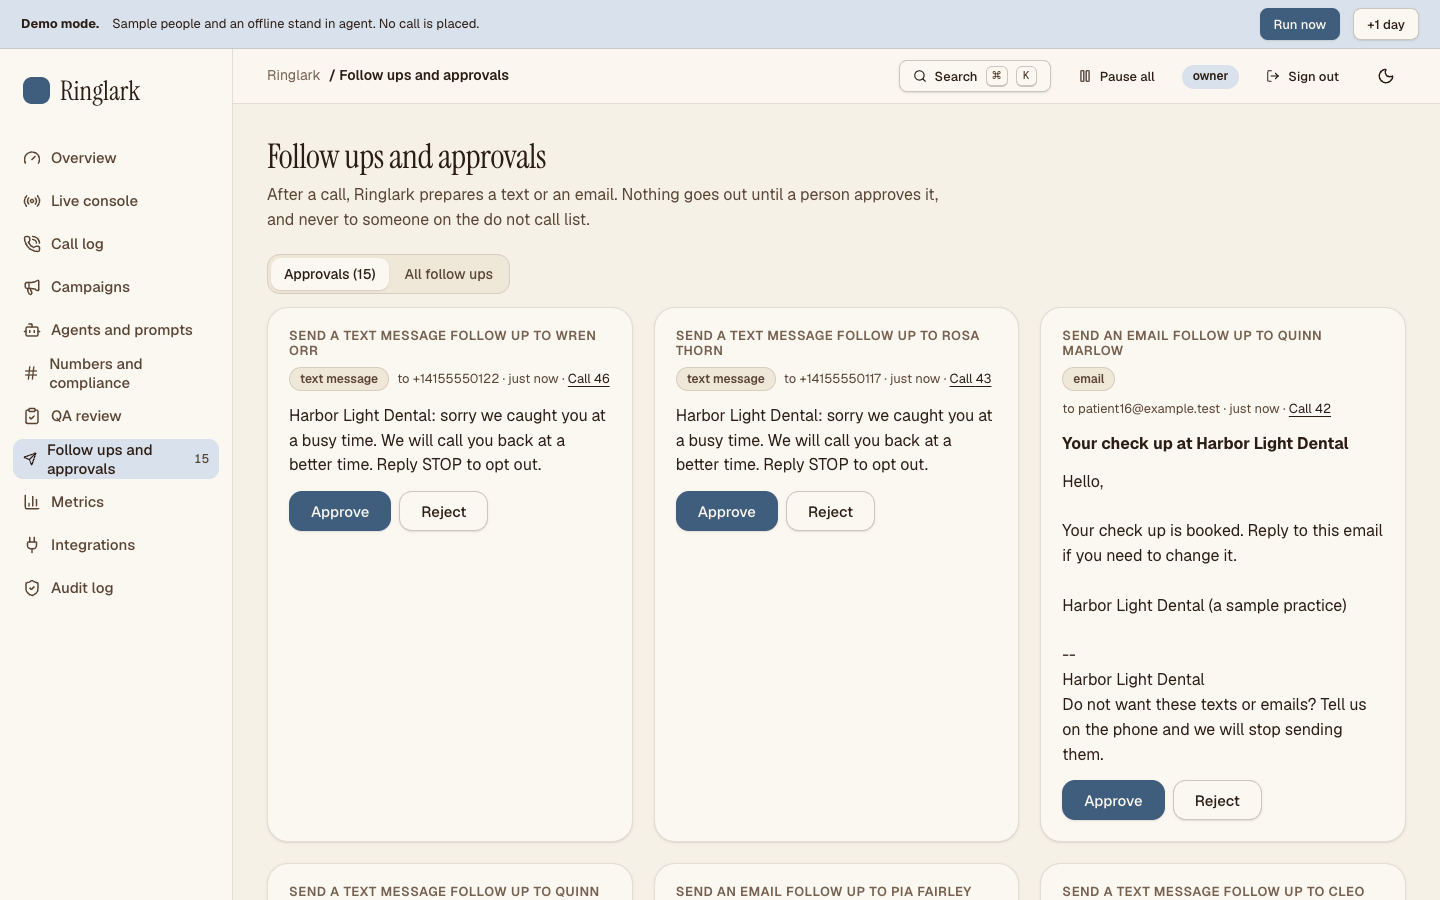 Demo mode. Sample people and an offline stand in agent. No call is placed.
Run now
+1 day
Ringlark
Ringlark / Follow ups and approvals
Search ⌘ K
Pause all
owner
Sign out
Overview
Live console
Call log
Campaigns
Agents and prompts
Numbers and
compliance
QA review
Follow ups and
approvals
15
Metrics
Integrations
Audit log
Follow ups and approvals
After a call, Ringlark prepares a text or an email. Nothing goes out until a person approves it,
and never to someone on the do not call list.
Approvals (15)
All follow ups
SEND A TEXT MESSAGE FOLLOW UP TO WREN
ORR
text message to +14155550122 · just now · Call 46
Harbor Light Dental: sorry we caught you at
a busy time. We will call you back at a
better time. Reply STOP to opt out.
Approve
Reject
SEND A TEXT MESSAGE FOLLOW UP TO ROSA
THORN
text message to +14155550117 · just now · Call 43
Harbor Light Dental: sorry we caught you at
a busy time. We will call you back at a
better time. Reply STOP to opt out.
Approve
Reject
SEND AN EMAIL FOLLOW UP TO QUINN
MARLOW
email
to patient16@example.test · just now · Call 42
Your check up at Harbor Light Dental
Hello,
Your check up is booked. Reply to this email
if you need to change it.
Harbor Light Dental (a sample practice)
--
Harbor Light Dental
Do not want these texts or emails? Tell us
on the phone and we will stop sending
them.
Approve
Reject
SEND A TEXT MESSAGE FOLLOW UP TO QUINN
SEND AN EMAIL FOLLOW UP TO PIA FAIRLEY
SEND A TEXT MESSAGE FOLLOW UP TO CLEO